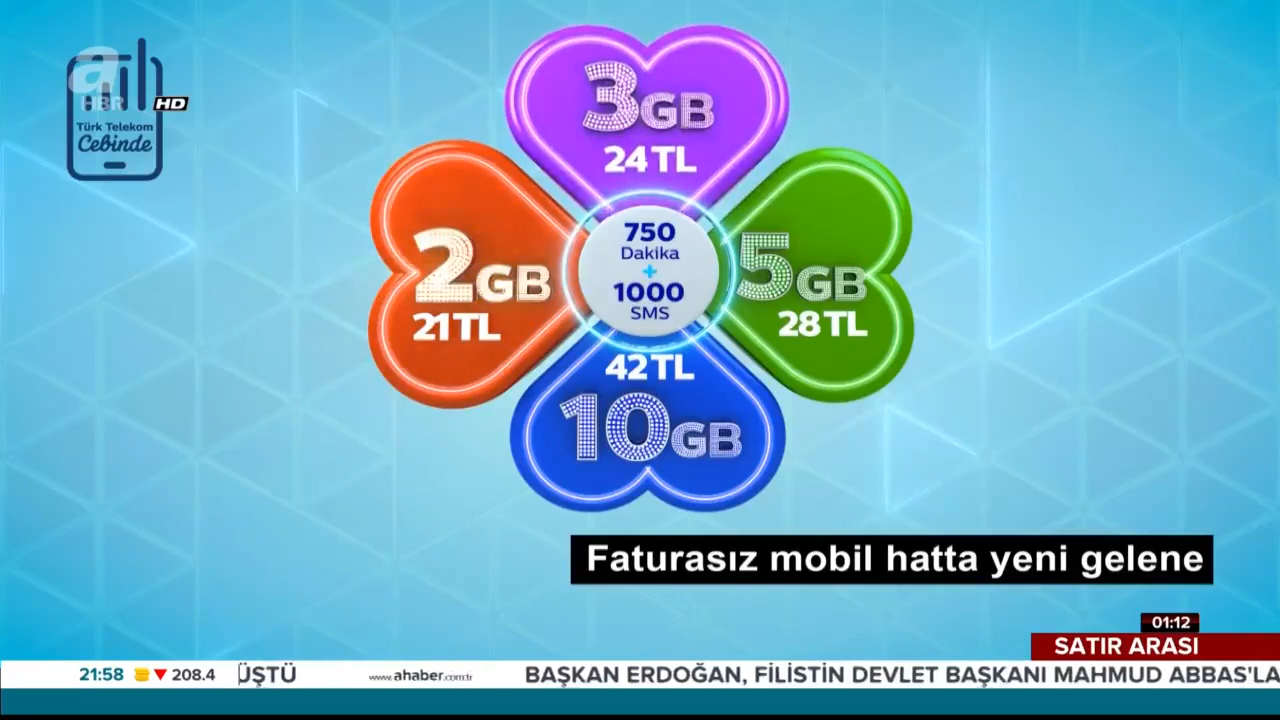 a
HBR
HD
Türk Telekom
Cebinde
3GB
24 TL
2GB
21 TL
750
Dakika
+
1000
SMS
5GB
28 TL
42 TL
10GB
Faturasız mobil hatta yeni gelene
01:12
SATIR ARASI
21:58 208.4 ÜŞTÜ www.ahaber.com.tr BAŞKAN ERDOĞAN, FİLİSTİN DEVLET BAŞKANI MAHMUD ABBAS'LA